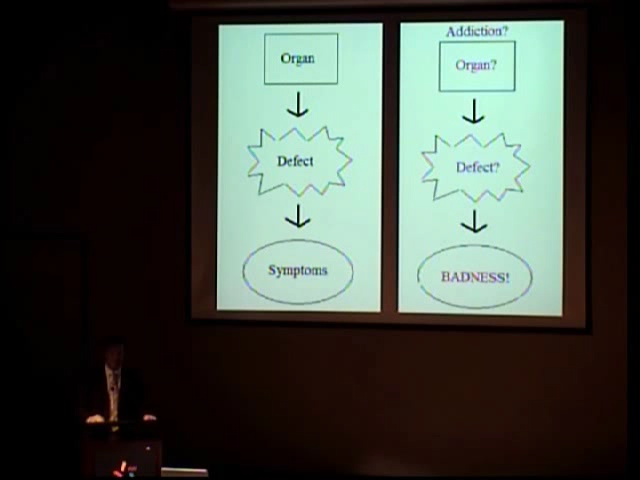 Organ
Defect
Symptoms
Addiction?
Organ?
Defect?
BADNESS!